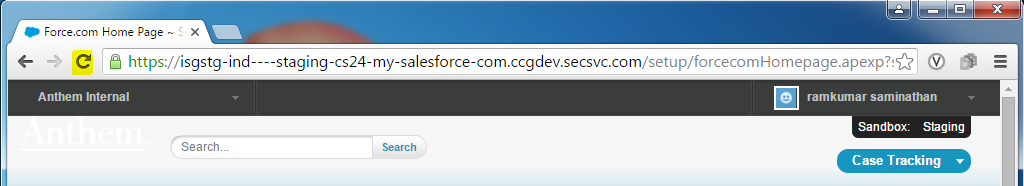 Force.com Home Page ~ S
https://isgstg-ind----staging-cs24-my-salesforce-com.ccgdev.secsvc.com/setup/forcecomHomepage.apexp?s
Anthem Internal
ramkumar saminathan
Anthem
Sandbox: Staging
Search...
Search
Case Tracking